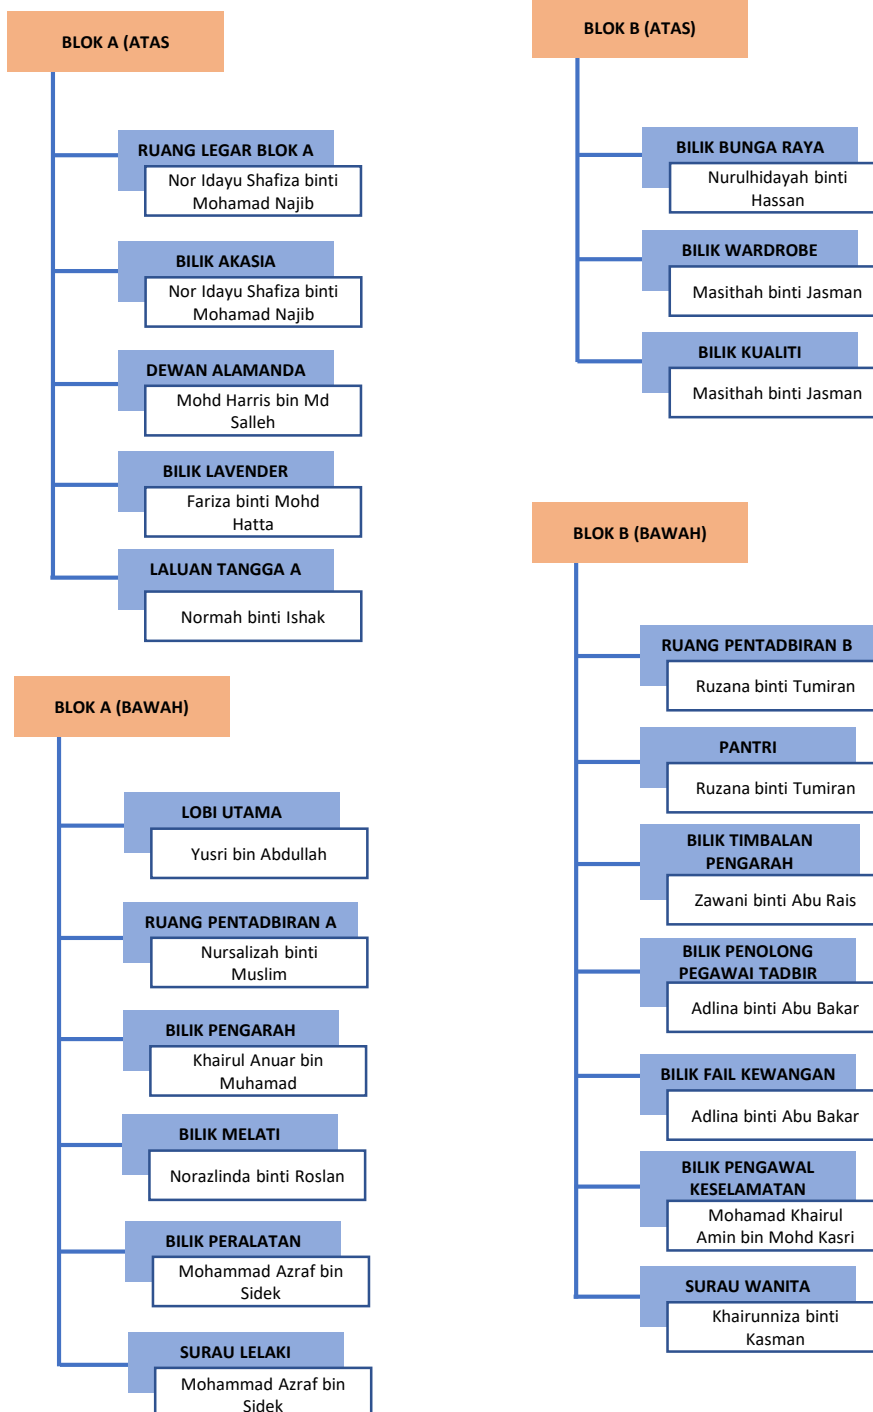 BLOK A (ATAS
RUANG LEGAR BLOK A
Nor Idayu Shafiza binti
Mohamad Najib
BILIK AKASIA
Nor Idayu Shafiza binti
Mohamad Najib
DEWAN ALAMANDA
Mohd Harris bin Md
Salleh
BILIK LAVENDER
Fariza binti Mohd
Hatta
LALUAN TANGGA A
Normah binti Ishak
BLOK A (BAWAH)
LOBI UTAMA
Yusri bin Abdullah
RUANG PENTADBIRAN A
Nursalizah binti
Muslim
BILIK PENGARAH
Khairul Anuar bin
Muhamad
BILIK MELATI
Norazlinda binti Roslan
BILIK PERALATAN
Mohammad Azraf bin
Sidek
SURAU LELAKI
Mohammad Azraf bin
Sidek
BLOK B (ATAS)
BILIK BUNGA RAYA
Nurulhidayah binti
Hassan
BILIK WARDROBE
Masithah binti Jasman
BILIK KUALITI
Masithah binti Jasman
BLOK B (BAWAH)
RUANG PENTADBIRAN B
Ruzana binti Tumiran
PANTRI
Ruzana binti Tumiran
BILIK TIMBALAN
PENGARAH
Zawani binti Abu Rais
BILIK PENOLONG
PEGAWAI TADBIR
Adlina binti Abu Bakar
BILIK FAIL KEWANGAN
Adlina binti Abu Bakar
BILIK PENGAWAL
KESELAMATAN
Mohamad Khairul
Amin bin Mohd Kasri
SURAU WANITA
Khairunniza binti
Kasman